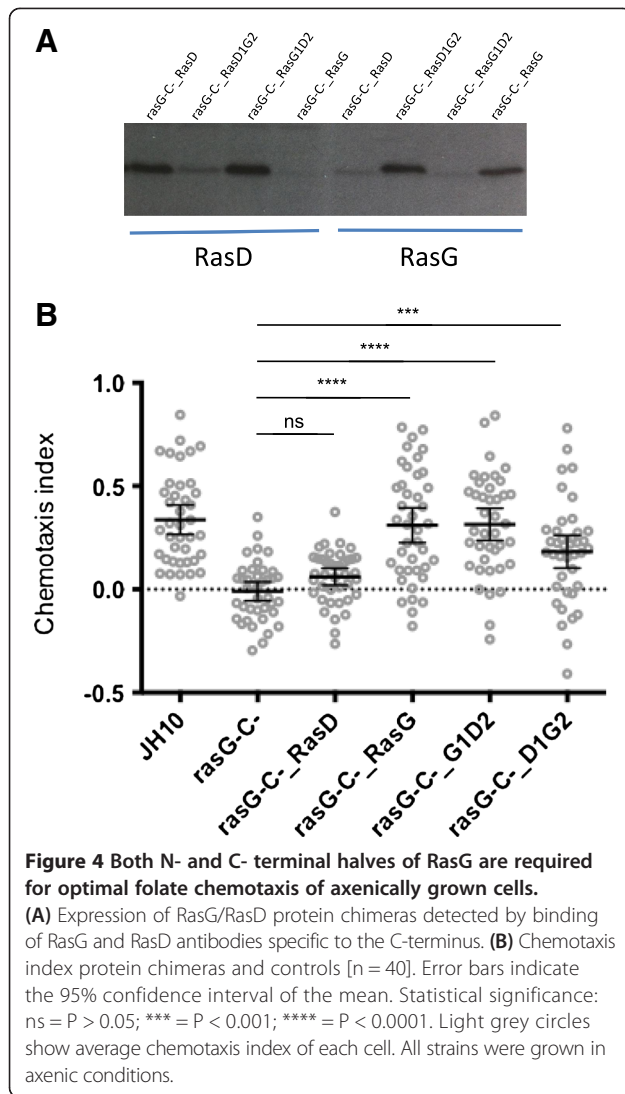 A
rasG-C-_RasD
rasG-C-_RasD1G2
rasG-C-_RasG1D2
rasG-C-_RasG
rasG-C-_RasD
rasG-C-_RasD1G2
rasG-C-_RasG1D2
rasG-C-_RasG
RasD
RasG
B
***
****
****
ns
1.0
0.5
0.0
-0.5
Chemotaxis index
JH10
rasG-C-
rasG-C-_RasD
rasG-C-_RasG
rasG-C-_G1D2
rasG-C-_D1G2
Figure 4 Both N- and C- terminal halves of RasG are required
for optimal folate chemotaxis of axenically grown cells.
(A) Expression of RasG/RasD protein chimeras detected by binding
of RasG and RasD antibodies specific to the C-terminus. (B) Chemotaxis
index protein chimeras and controls [n = 40]. Error bars indicate
the 95% confidence interval of the mean. Statistical significance:
ns = P > 0.05; *** = P < 0.001; **** = P < 0.0001. Light grey circles
show average chemotaxis index of each cell. All strains were grown in
axenic conditions.